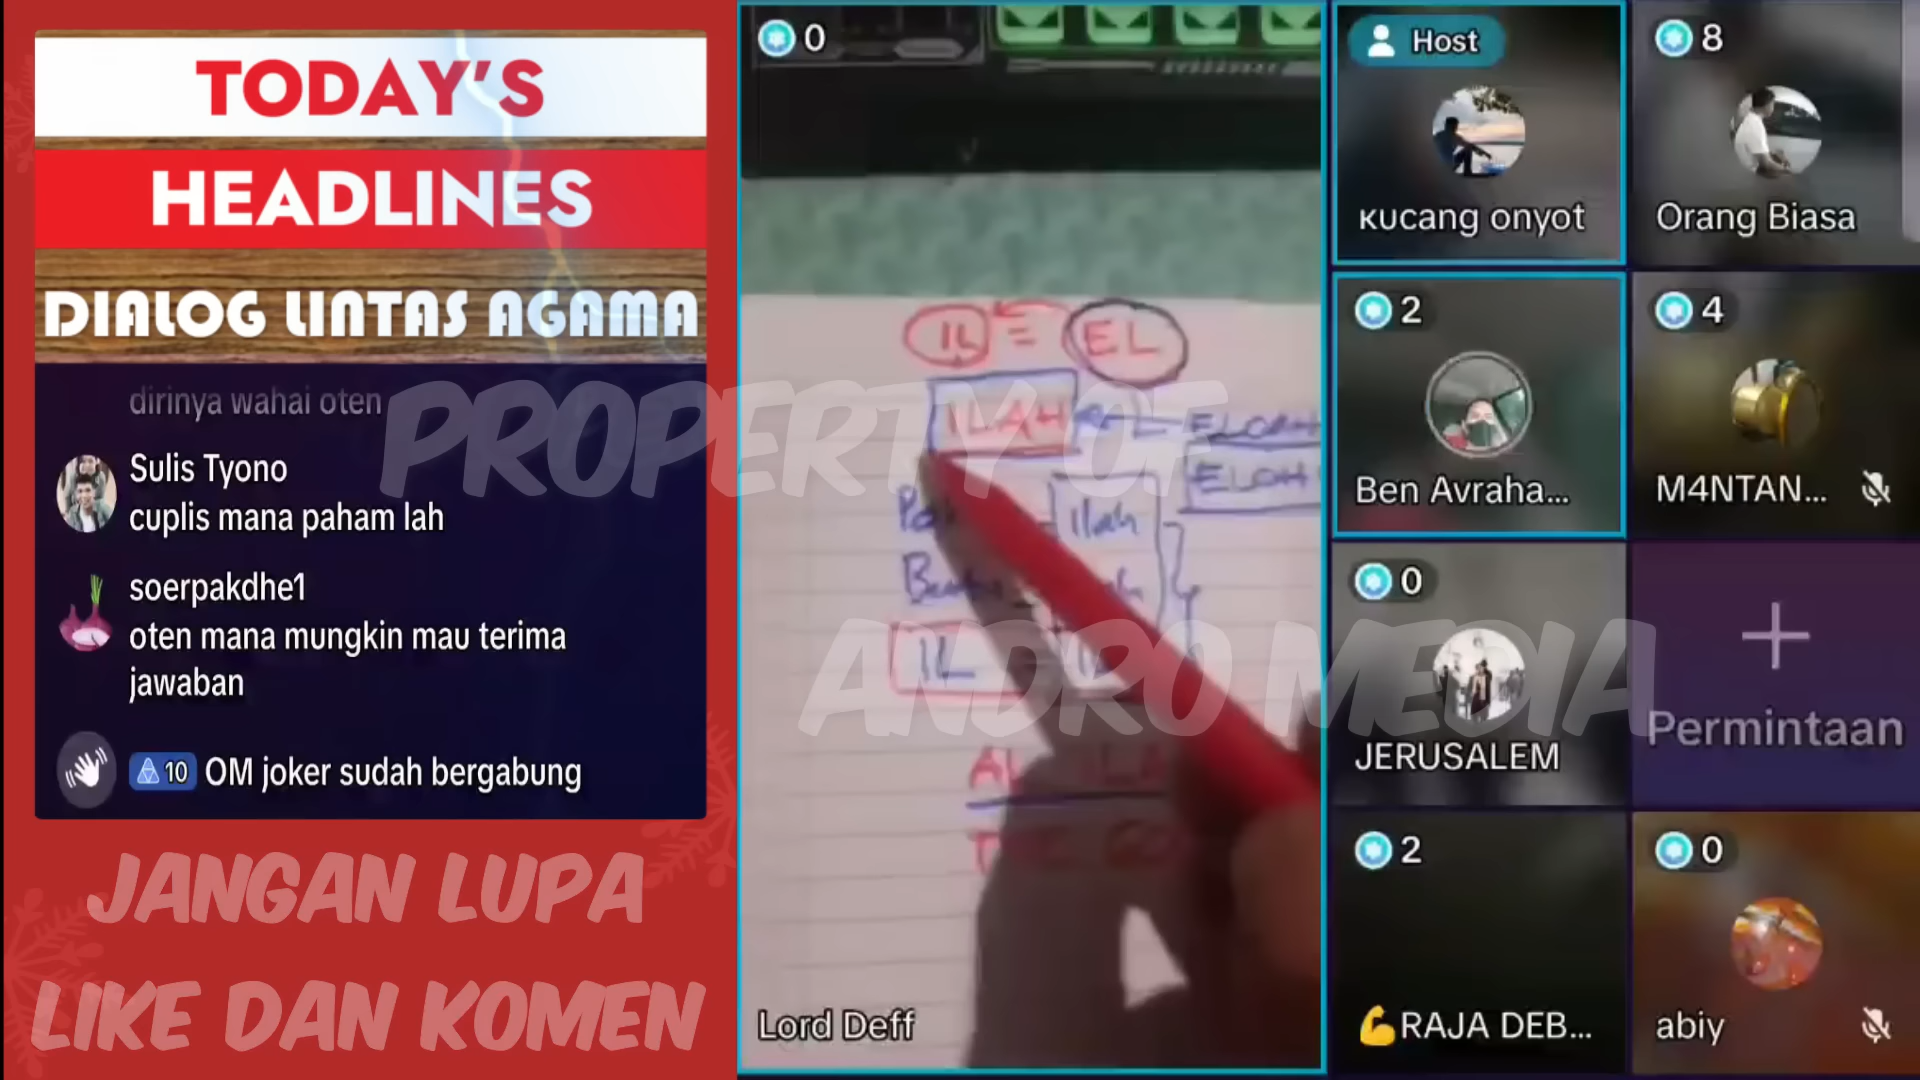 TODAY'S
HEADLINES
DIALOG LINTAS AGAMA
dirinya wahai oten
Sulis Tyono
cuplis mana paham lah
soerpakdhe1
oten mana mungkin mau terima
jawaban
10 OM joker sudah bergabung
JANGAN LUPA
LIKE DAN KOMEN
PROPERTY OF
ANDRO MEDIA
0
IL = EL
ILAH
ELOH
Ilah
IL
AL
Lord Deff
Host
кucang onyot
8
Orang Biasa
2
Ben Avraha...
4
M4NTAN...
0
JERUSALEM
+
Permintaan
2
💪RAJA DEB...
0
abiy